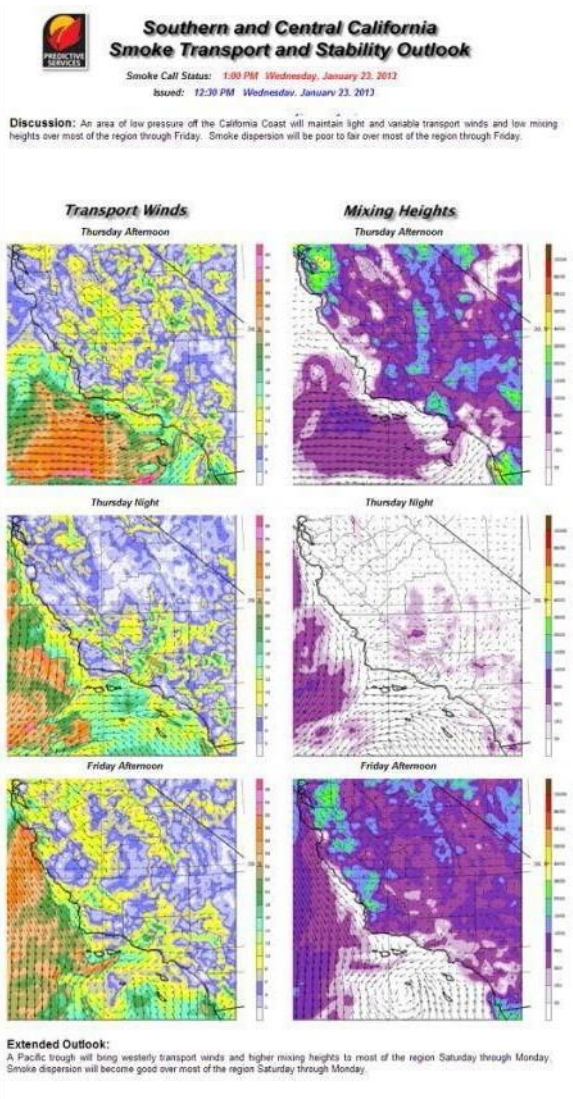 PREDICTIVE
SERVICES
Southern and Central California
Smoke Transport and Stability Outlook
Smoke Call Status: 1:00 PM Wednesday, January 23, 2013
Issued: 12:30 PM Wednesday, January 23, 2013
Discussion: An area of low pressure off the California Coast will maintain light and variable transport winds and low mixing
heights over most of the region through Friday. Smoke dispersion will be poor to fair over most of the region through Friday.
Transport Winds
Mixing Heights
Thursday Afternoon
Thursday Afternoon
Thursday Night
Thursday Night
Friday Afternoon
Friday Afternoon
Extended Outlook:
A Pacific trough will bring westerly transport winds and higher mixing heights to most of the region Saturday through Monday.
Smoke dispersion will become good over most of the region Saturday through Monday.